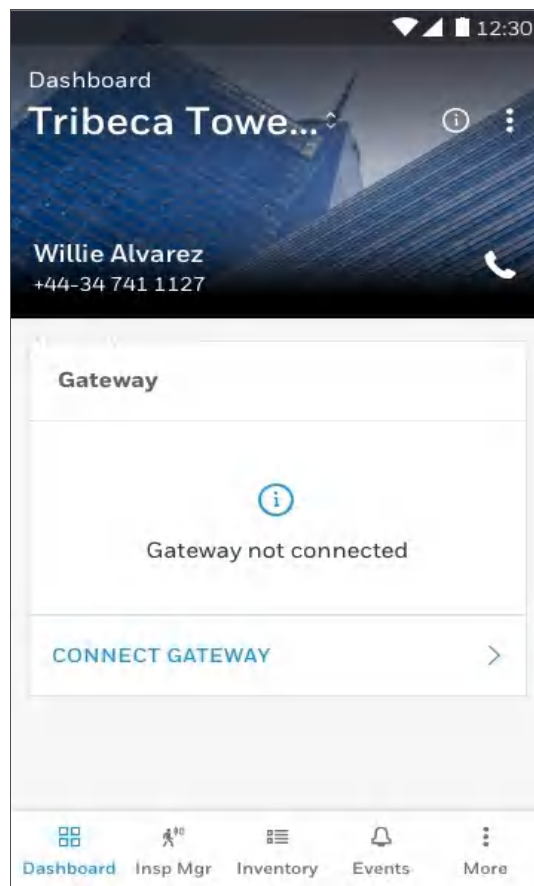 12:30
Dashboard
Tribeca Towe...
Willie Alvarez
+44-34 741 1127
Gateway
Gateway not connected
CONNECT GATEWAY
Dashboard Insp Mgr Inventory Events More